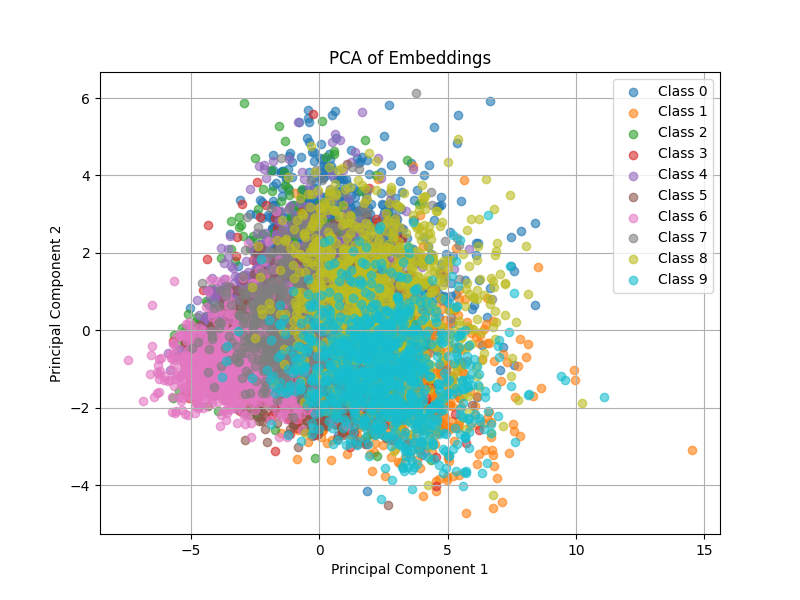 PCA of Embeddings
Class 0
Class 1
Class 2
Class 3
Class 4
Class 5
Class 6
Class 7
Class 8
Class 9
6
4
2
0
−2
−4
Principal Component 2
−5
0
5
10
15
Principal Component 1